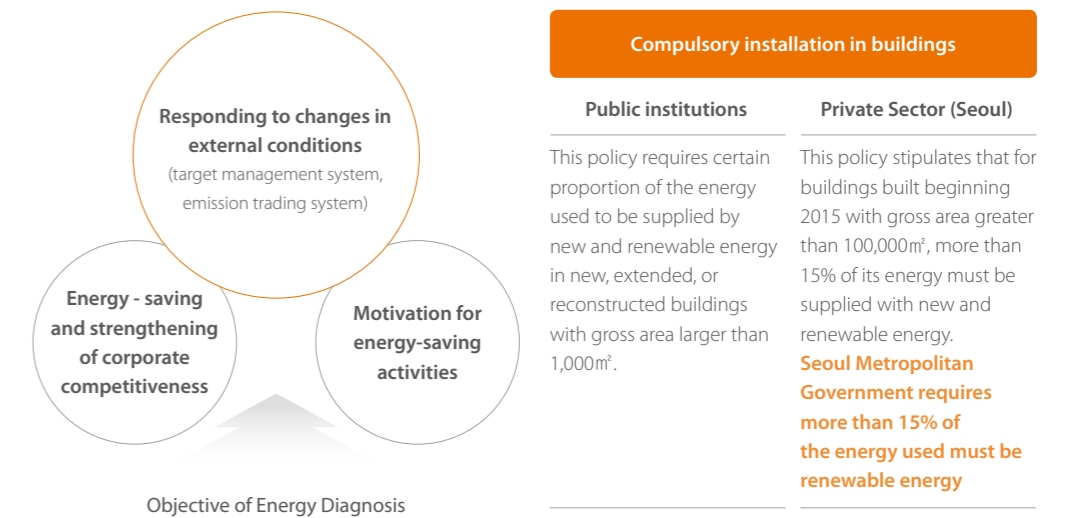 Responding to changes in
external conditions
(target management system,
emission trading system)
Energy - saving
and strengthening
of corporate
competitiveness
Motivation for
energy-saving
activities
Objective of Energy Diagnosis
Compulsory installation in buildings
Public institutions
This policy requires certain
proportion of the energy
used to be supplied by
new and renewable energy
in new, extended, or
reconstructed buildings
with gross area larger than
1,000㎡.
Private Sector (Seoul)
This policy stipulates that for
buildings built beginning
2015 with gross area greater
than 100,000㎡, more than
15% of its energy must be
supplied with new and
renewable energy.
Seoul Metropolitan
Government requires
more than 15% of
the energy used must be
renewable energy